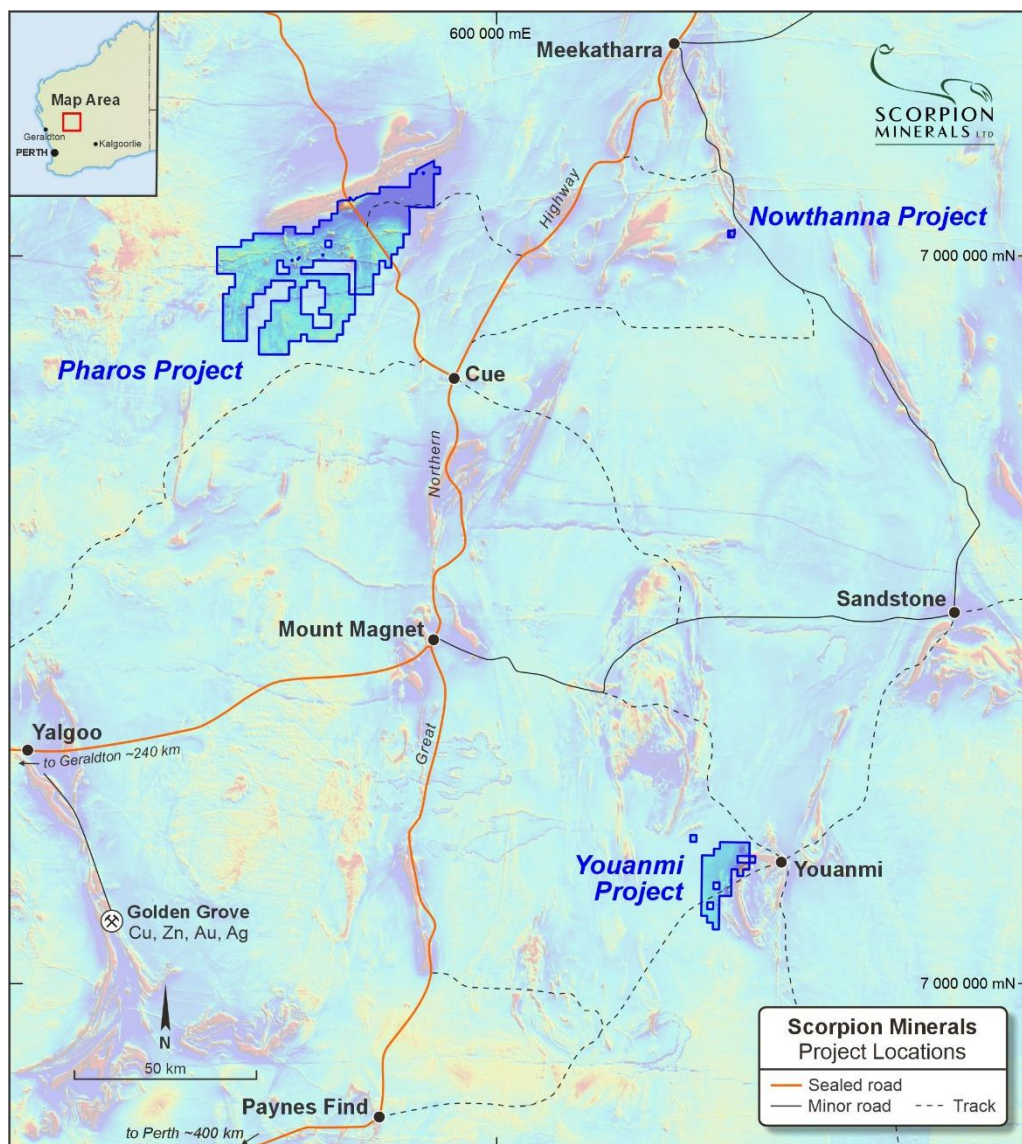 600 000 mE
Meekatharra
Map Area
Geraldton
PERTH
Kalgoorlie
SCORPION
MINERALS LTD
Highway
Nowthanna Project
7 000 000 mN
Pharos Project
Cue
Northern
Sandstone
Mount Magnet
Yalgoo
to Geraldton ~240 km
Great
Youanmi
Project
Youanmi
Golden Grove
Cu, Zn, Au, Ag
7 000 000 mN
N
50 km
Scorpion Minerals
Project Locations
Sealed road
Minor road
Track
Paynes Find
to Perth ~400 km